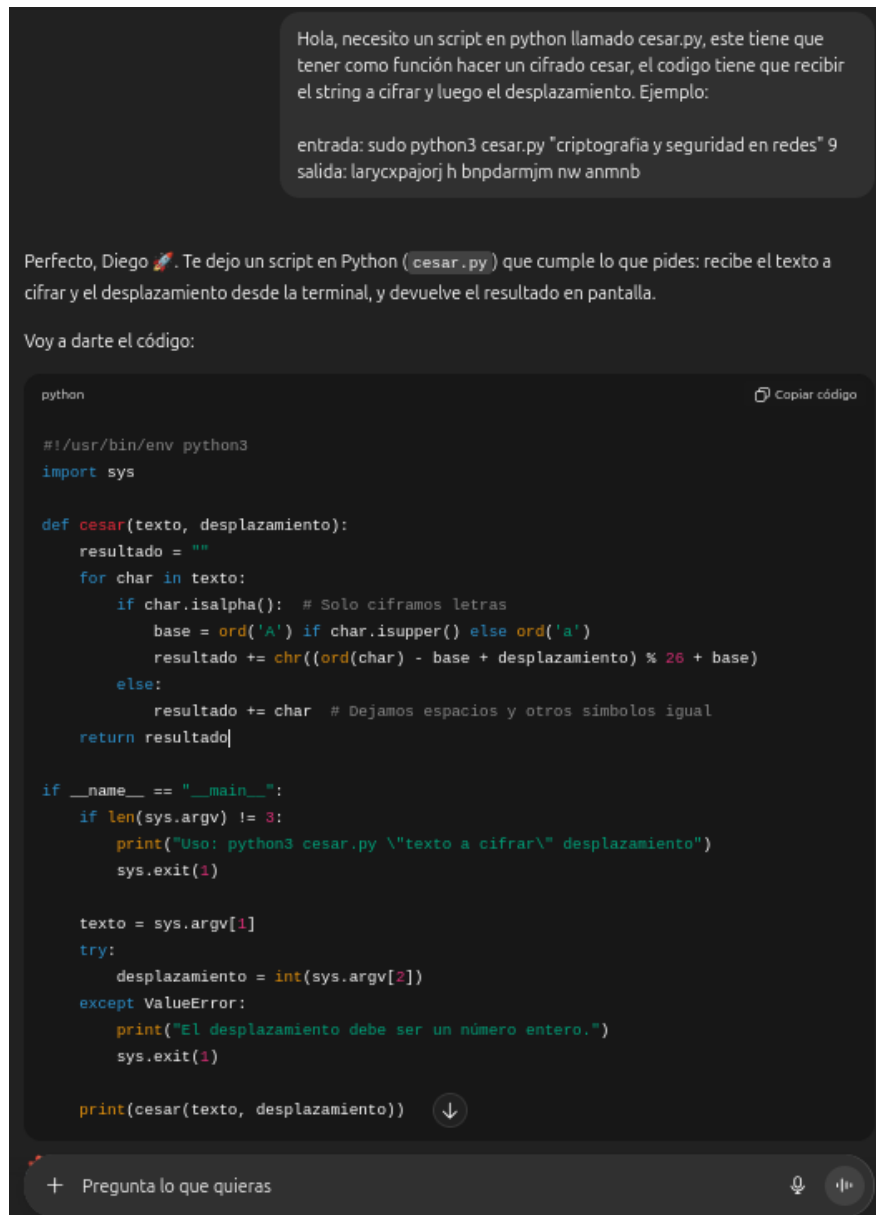 Hola, necesito un script en python llamado cesar.py, este tiene que
tener como función hacer un cifrado cesar, el codigo tiene que recibir
el string a cifrar y luego el desplazamiento. Ejemplo:
entrada: sudo python3 cesar.py "criptografia y seguridad en redes" 9
salida: larycxpajorj h bnpdarmjm nw anmnb
Perfecto, Diego 🚀. Te dejo un script en Python ( cesar.py ) que cumple lo que pides: recibe el texto a
cifrar y el desplazamiento desde la terminal, y devuelve el resultado en pantalla.
Voy a darte el código:
python
Copiar código
#!/usr/bin/env python3
import sys
def cesar(texto, desplazamiento):
    resultado = ""
    for char in texto:
        if char.isalpha():  # Solo ciframos letras
            base = ord('A') if char.isupper() else ord('a')
            resultado += chr((ord(char) - base + desplazamiento) % 26 + base)
        else:
            resultado += char  # Dejamos espacios y otros símbolos igual
    return resultado
if __name__ == "__main__":
    if len(sys.argv) != 3:
        print("Uso: python3 cesar.py \"texto a cifrar\" desplazamiento")
        sys.exit(1)
    texto = sys.argv[1]
    try:
        desplazamiento = int(sys.argv[2])
    except ValueError:
        print("El desplazamiento debe ser un número entero.")
        sys.exit(1)
    print(cesar(texto, desplazamiento))
Pregunta lo que quieras